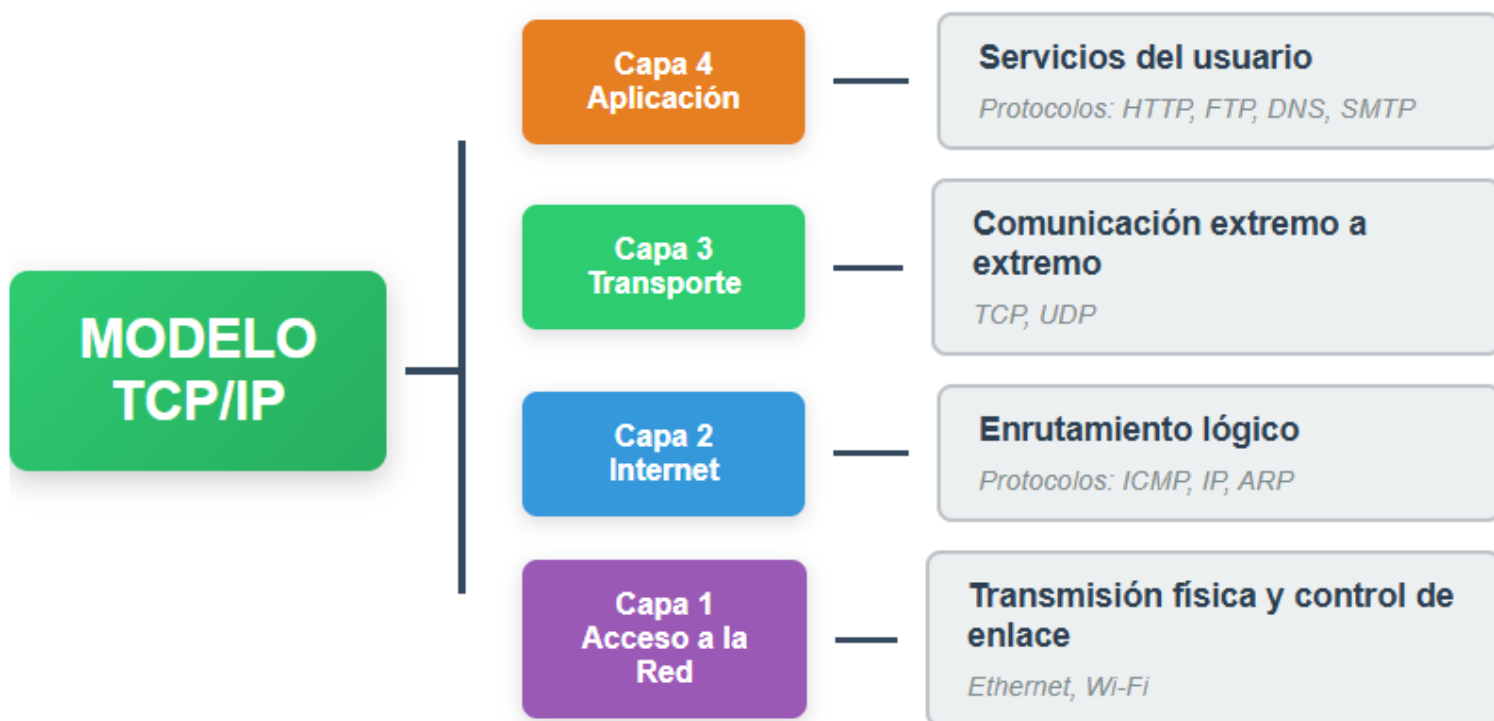 MODELO
TCP/IP
Capa 4
Aplicación
Servicios del usuario
Protocolos: HTTP, FTP, DNS, SMTP
Capa 3
Transporte
Comunicación extremo a
extremo
TCP, UDP
Capa 2
Internet
Enrutamiento lógico
Protocolos: ICMP, IP, ARP
Capa 1
Acceso a la
Red
Transmisión física y control de
enlace
Ethernet, Wi-Fi